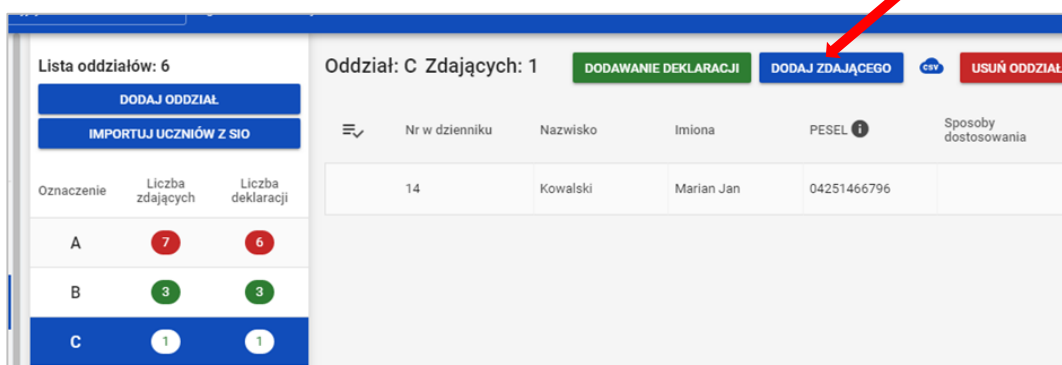 Lista oddziałów: 6
DODAJ ODDZIAŁ
IMPORTUJ UCZNIÓW Z SIO
Oznaczenie Liczba zdających Liczba deklaracji
A 7 6
B 3 3
C 1 1
Oddział: C Zdających: 1 DODAWANIE DEKLARACJI DODAJ ZDAJĄCEGO CSV USUŃ ODDZIAŁ
Nr w dzienniku Nazwisko Imiona PESEL Sposoby dostosowania
14 Kowalski Marian Jan 04251466796